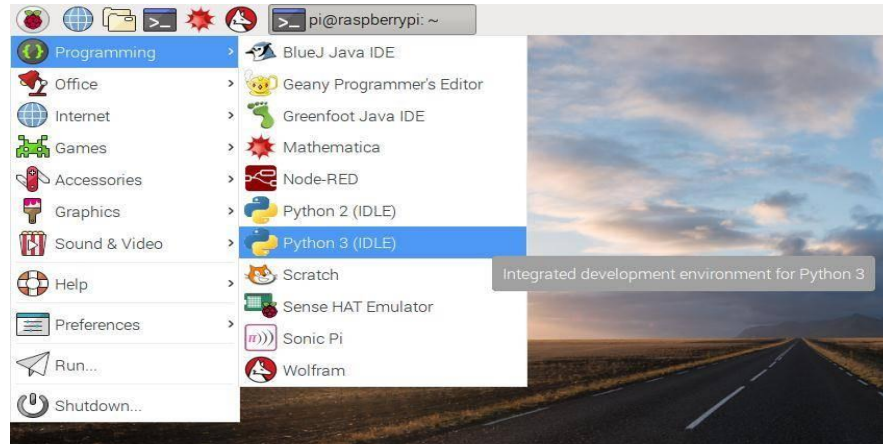 pi@raspberrypi: ~
Programming
Office
Internet
Games
Accessories
Graphics
Sound & Video
Help
Preferences
Run...
Shutdown...
BlueJ Java IDE
Geany Programmer's Editor
Greenfoot Java IDE
Mathematica
Node-RED
Python 2 (IDLE)
Python 3 (IDLE)
Scratch
Sense HAT Emulator
Sonic Pi
Wolfram
Integrated development environment for Python 3